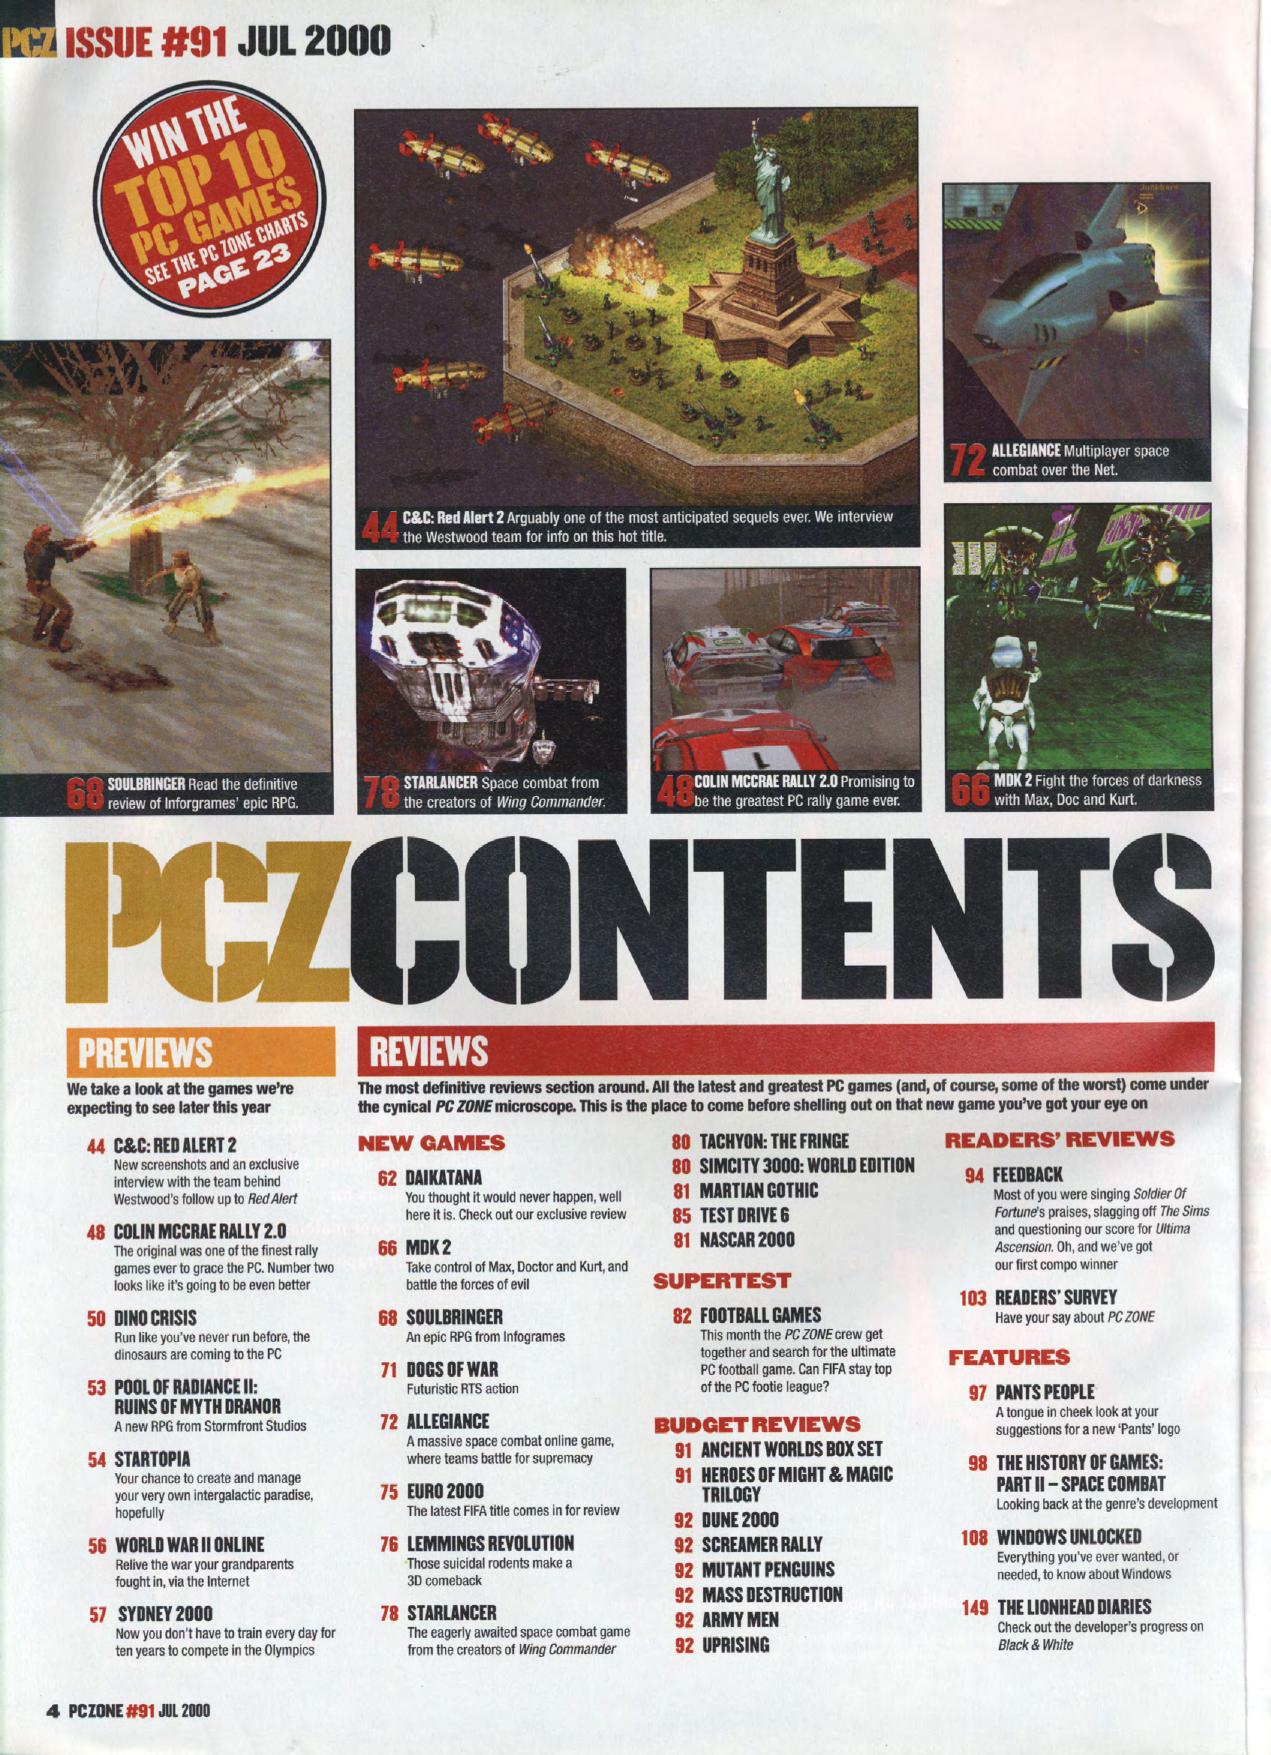 PCZ ISSUE #91 JUL 2000
WIN THE
TOP 10
PC GAMES
SEE THE PC ZONE CHARTS
PAGE 23
72 ALLEGIANCE Multiplayer space
combat over the Net.
44 C&C: Red Alert 2 Arguably one of the most anticipated sequels ever. We interview
the Westwood team for info on this hot title.
68 SOULBRINGER Read the definitive
review of Inforgrames' epic RPG.
78 STARLANCER Space combat from
the creators of Wing Commander.
48 COLIN MCCRAE RALLY 2.0 Promising to
be the greatest PC rally game ever.
66 MDK 2 Fight the forces of darkness
with Max, Doc and Kurt.
PCZCONTENTS
PREVIEWS
We take a look at the games we're
expecting to see later this year
44 C&C: RED ALERT 2
New screenshots and an exclusive
interview with the team behind
Westwood's follow up to Red Alert
48 COLIN MCCRAE RALLY 2.0
The original was one of the finest rally
games ever to grace the PC. Number two
looks like it's going to be even better
50 DINO CRISIS
Run like you've never run before, the
dinosaurs are coming to the PC
53 POOL OF RADIANCE II:
RUINS OF MYTH DRANOR
A new RPG from Stormfront Studios
54 STARTOPIA
Your chance to create and manage
your very own intergalactic paradise,
hopefully
56 WORLD WAR II ONLINE
Relive the war your grandparents
fought in, via the Internet
57 SYDNEY 2000
Now you don't have to train every day for
ten years to compete in the Olympics
REVIEWS
The most definitive reviews section around. All the latest and greatest PC games (and, of course, some of the worst) come under
the cynical PC ZONE microscope. This is the place to come before shelling out on that new game you've got your eye on
NEW GAMES
62 DAIKATANA
You thought it would never happen, well
here it is. Check out our exclusive review
66 MDK 2
Take control of Max, Doctor and Kurt, and
battle the forces of evil
68 SOULBRINGER
An epic RPG from Infogrames
71 DOGS OF WAR
Futuristic RTS action
72 ALLEGIANCE
A massive space combat online game,
where teams battle for supremacy
75 EURO 2000
The latest FIFA title comes in for review
76 LEMMINGS REVOLUTION
Those suicidal rodents make a
3D comeback
78 STARLANCER
The eagerly awaited space combat game
from the creators of Wing Commander
80 TACHYON: THE FRINGE
80 SIMCITY 3000: WORLD EDITION
81 MARTIAN GOTHIC
85 TEST DRIVE 6
81 NASCAR 2000
SUPERTEST
82 FOOTBALL GAMES
This month the PC ZONE crew get
together and search for the ultimate
PC football game. Can FIFA stay top
of the PC footie league?
BUDGET REVIEWS
91 ANCIENT WORLDS BOX SET
91 HEROES OF MIGHT & MAGIC
TRILOGY
92 DUNE 2000
92 SCREAMER RALLY
92 MUTANT PENGUINS
92 MASS DESTRUCTION
92 ARMY MEN
92 UPRISING
READERS' REVIEWS
94 FEEDBACK
Most of you were singing Soldier Of
Fortune's praises, slagging off The Sims
and questioning our score for Ultima
Ascension. Oh, and we've got
our first compo winner
103 READERS' SURVEY
Have your say about PC ZONE
FEATURES
97 PANTS PEOPLE
A tongue in cheek look at your
suggestions for a new 'Pants' logo
98 THE HISTORY OF GAMES:
PART II – SPACE COMBAT
Looking back at the genre's development
108 WINDOWS UNLOCKED
Everything you've ever wanted, or
needed, to know about Windows
149 THE LIONHEAD DIARIES
Check out the developer's progress on
Black & White
4 PCZONE #91 JUL 2000